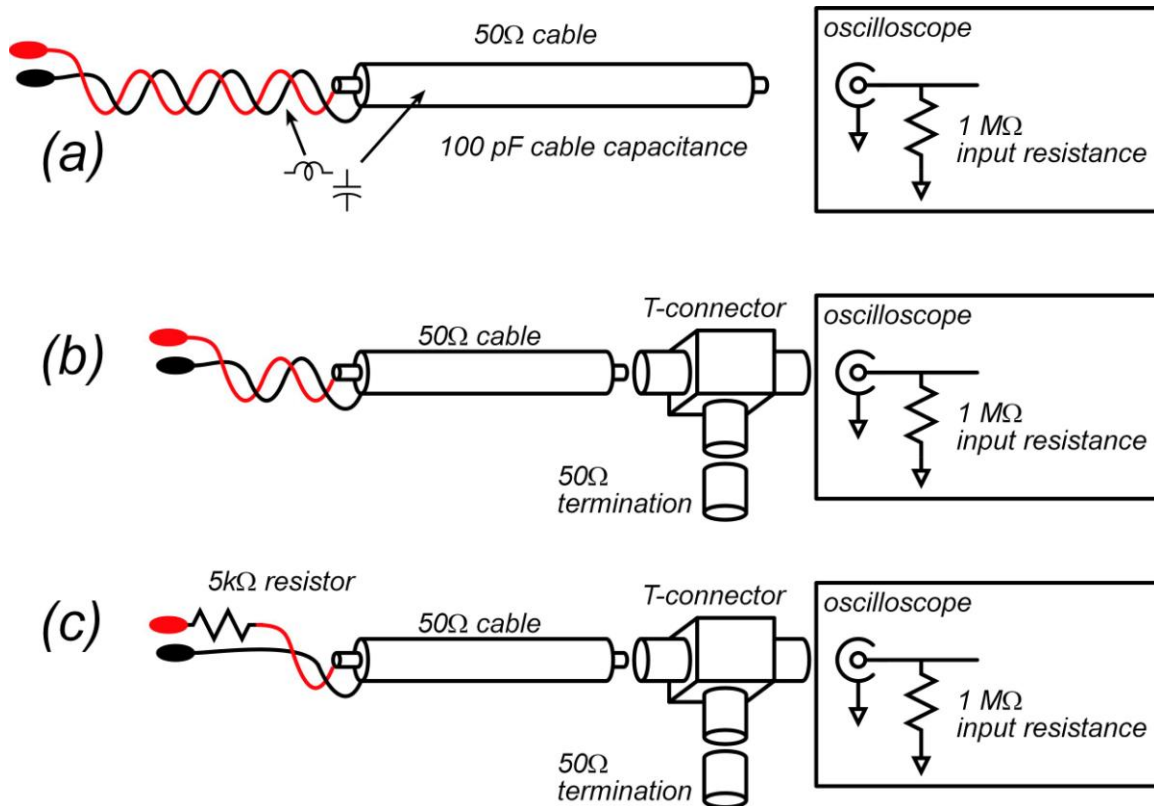 50Ω cable
oscilloscope
(a)
100 pF cable capacitance
1 MΩ
input resistance
T-connector
oscilloscope
(b)
50Ω cable
1 MΩ
input resistance
50Ω
termination
5kΩ resistor
T-connector
oscilloscope
(c)
50Ω cable
1 MΩ
input resistance
50Ω
termination